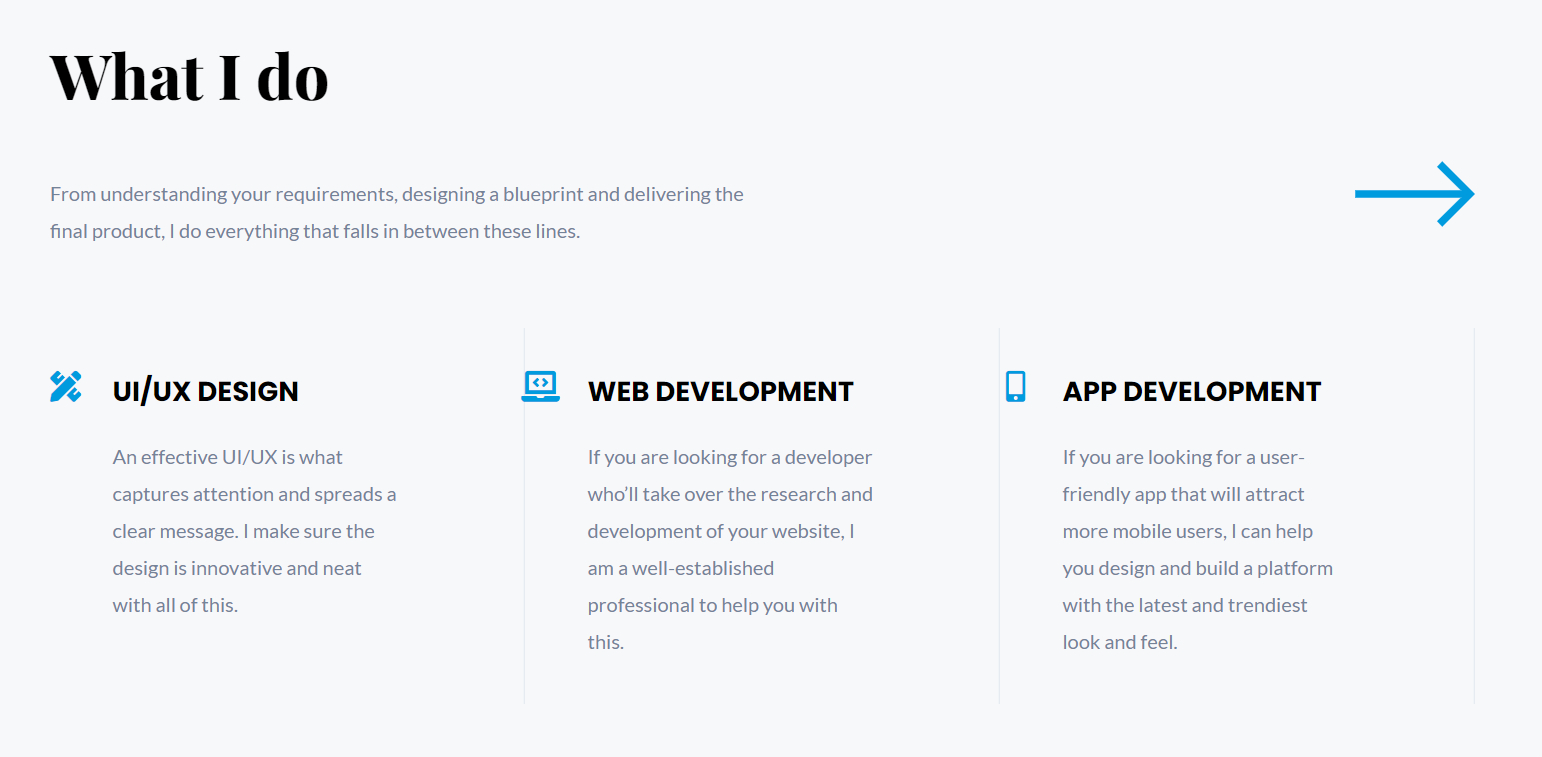 What I do
From understanding your requirements, designing a blueprint and delivering the
final product, I do everything that falls in between these lines.
UI/UX DESIGN
An effective UI/UX is what
captures attention and spreads a
clear message. I make sure the
design is innovative and neat
with all of this.
WEB DEVELOPMENT
If you are looking for a developer
who’ll take over the research and
development of your website, I
am a well-established
professional to help you with
this.
APP DEVELOPMENT
If you are looking for a user-
friendly app that will attract
more mobile users, I can help
you design and build a platform
with the latest and trendiest
look and feel.